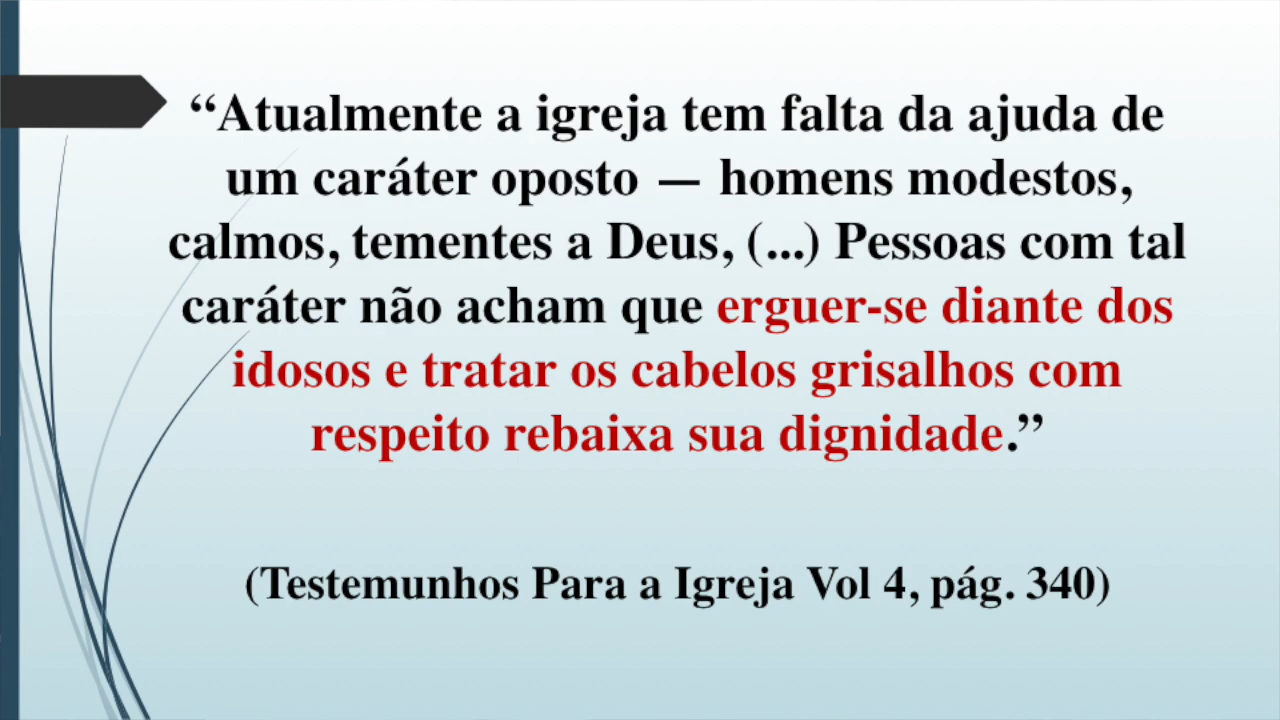 “Atualmente a igreja tem falta da ajuda de
um caráter oposto — homens modestos,
calmos, tementes a Deus, (...) Pessoas com tal
caráter não acham que erguer-se diante dos
idosos e tratar os cabelos grisalhos com
respeito rebaixa sua dignidade.”
(Testemunhos Para a Igreja Vol 4, pág. 340)